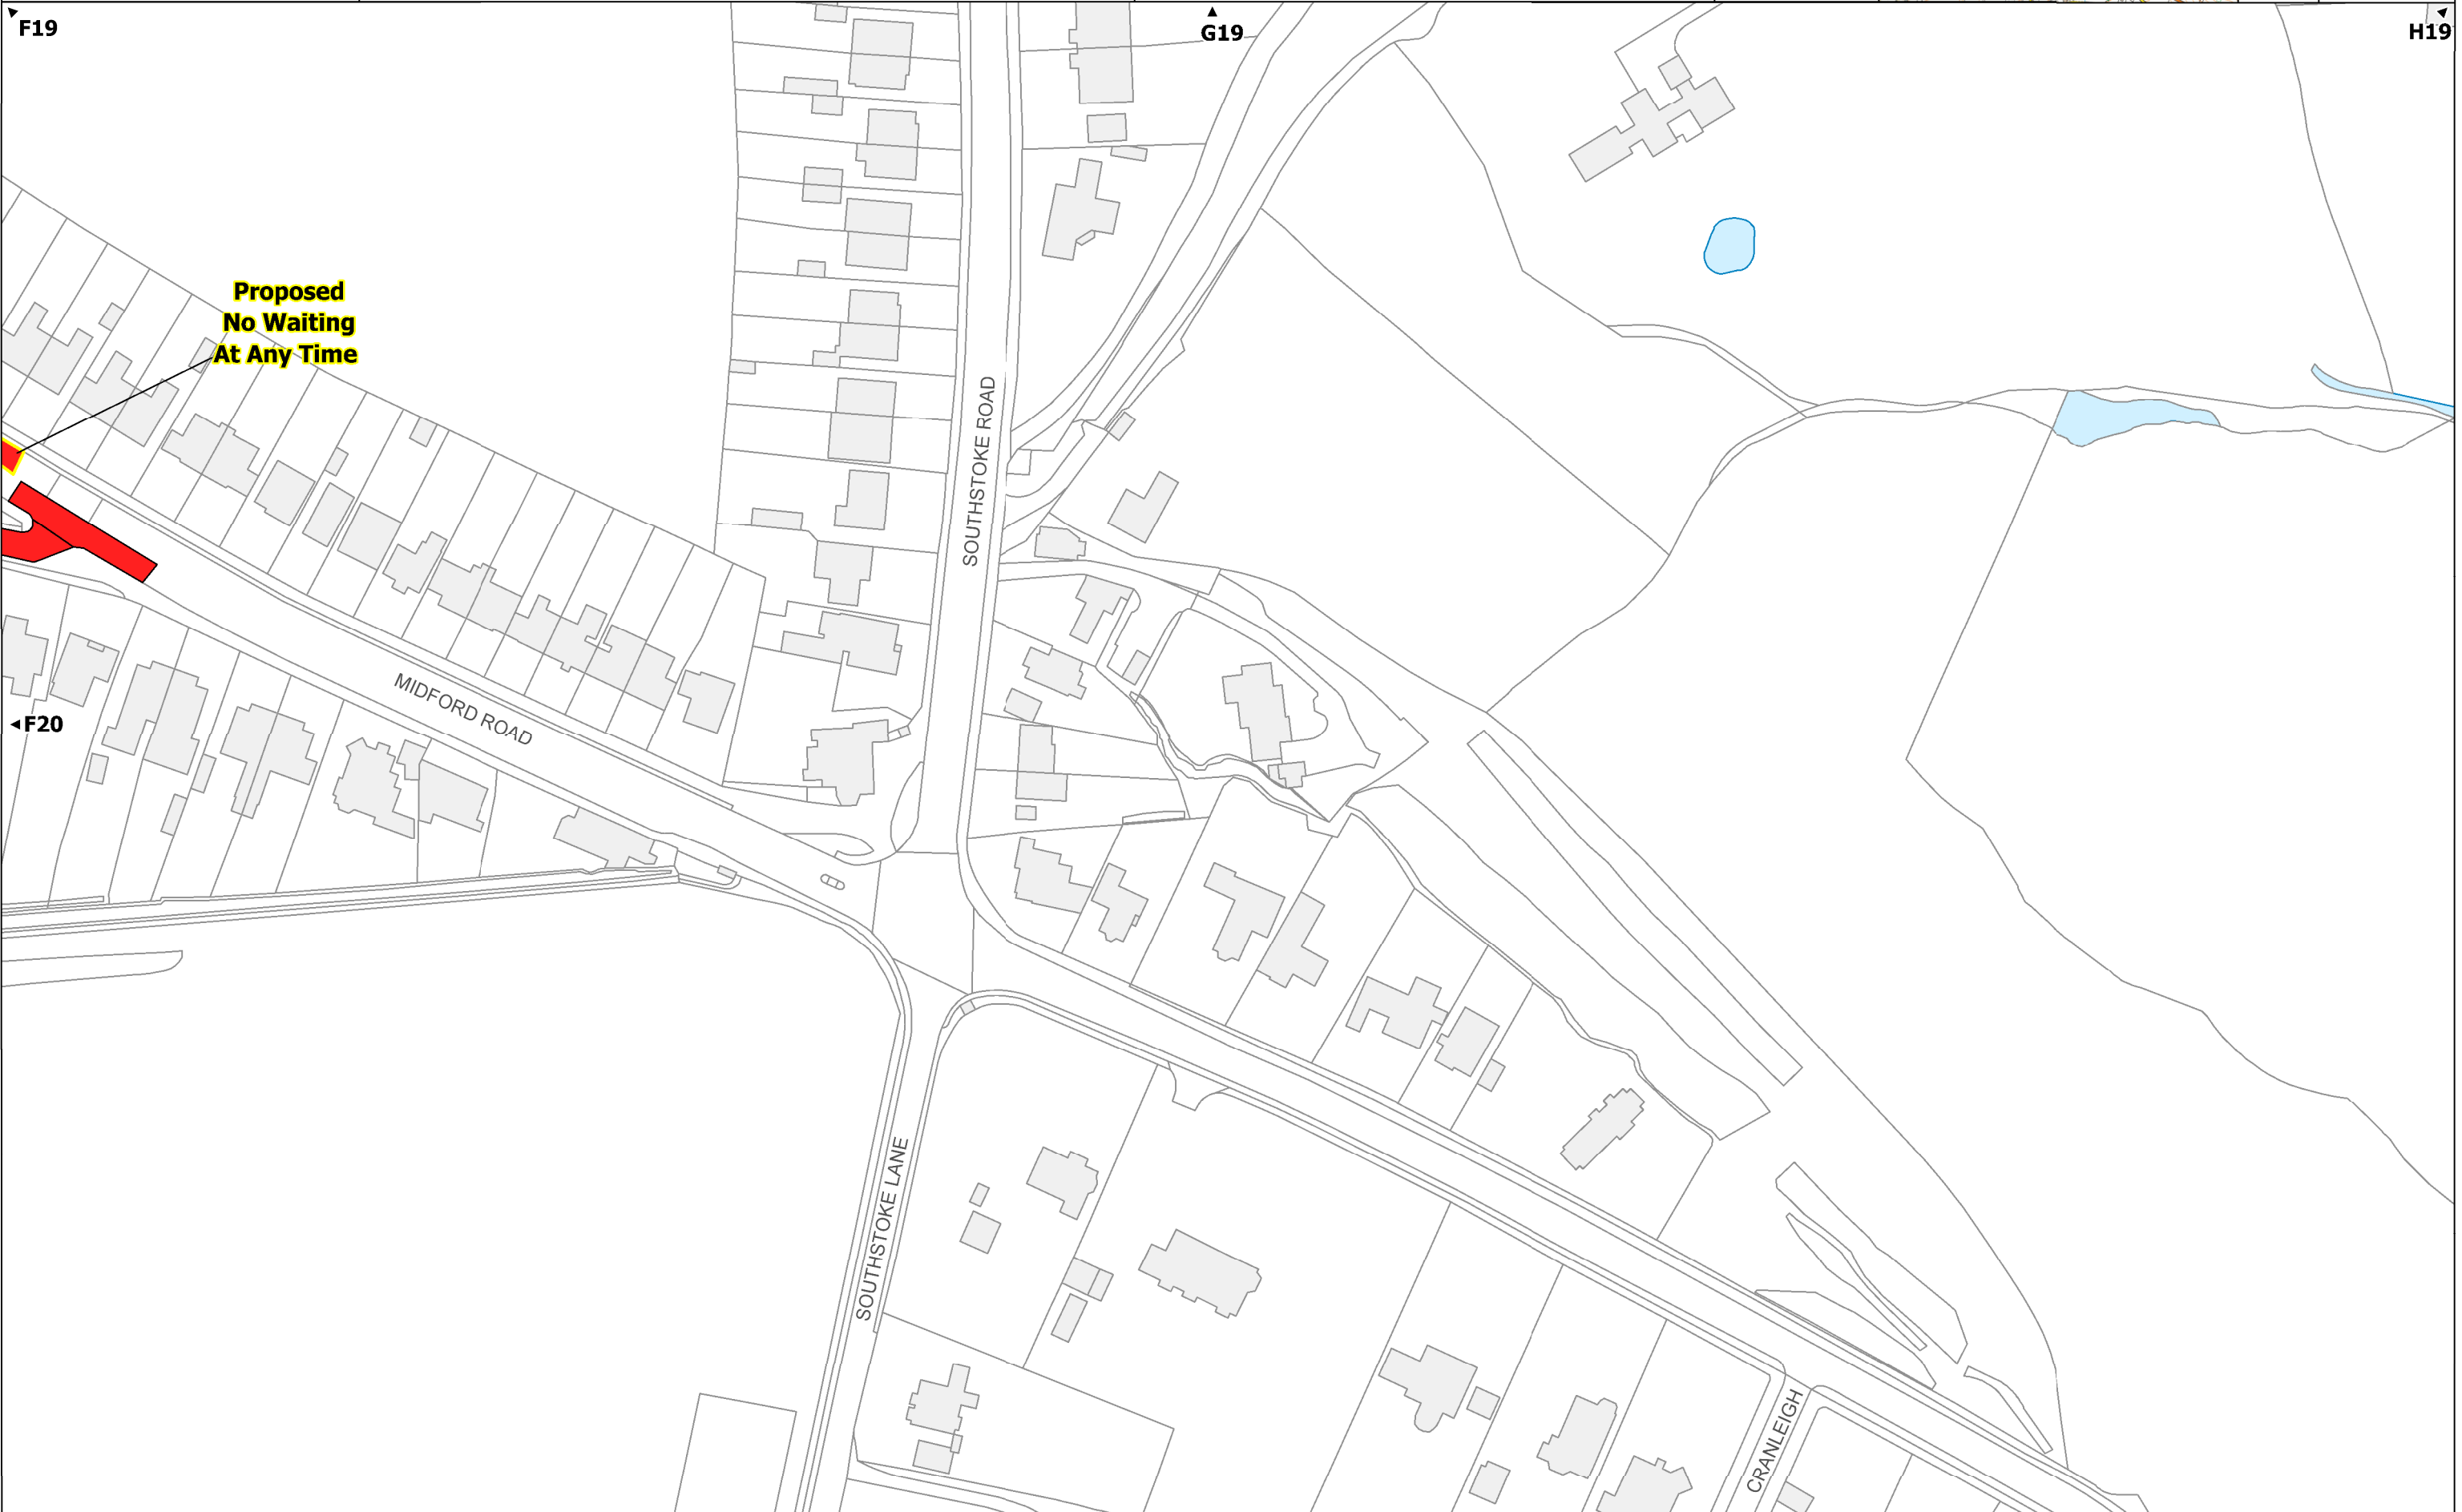 F19
G19
H19
Proposed
No Waiting
At Any Time
SOUTHSTOKE ROAD
MIDFORD ROAD
F20
SOUTHSTOKE LANE
CRANLEIGH